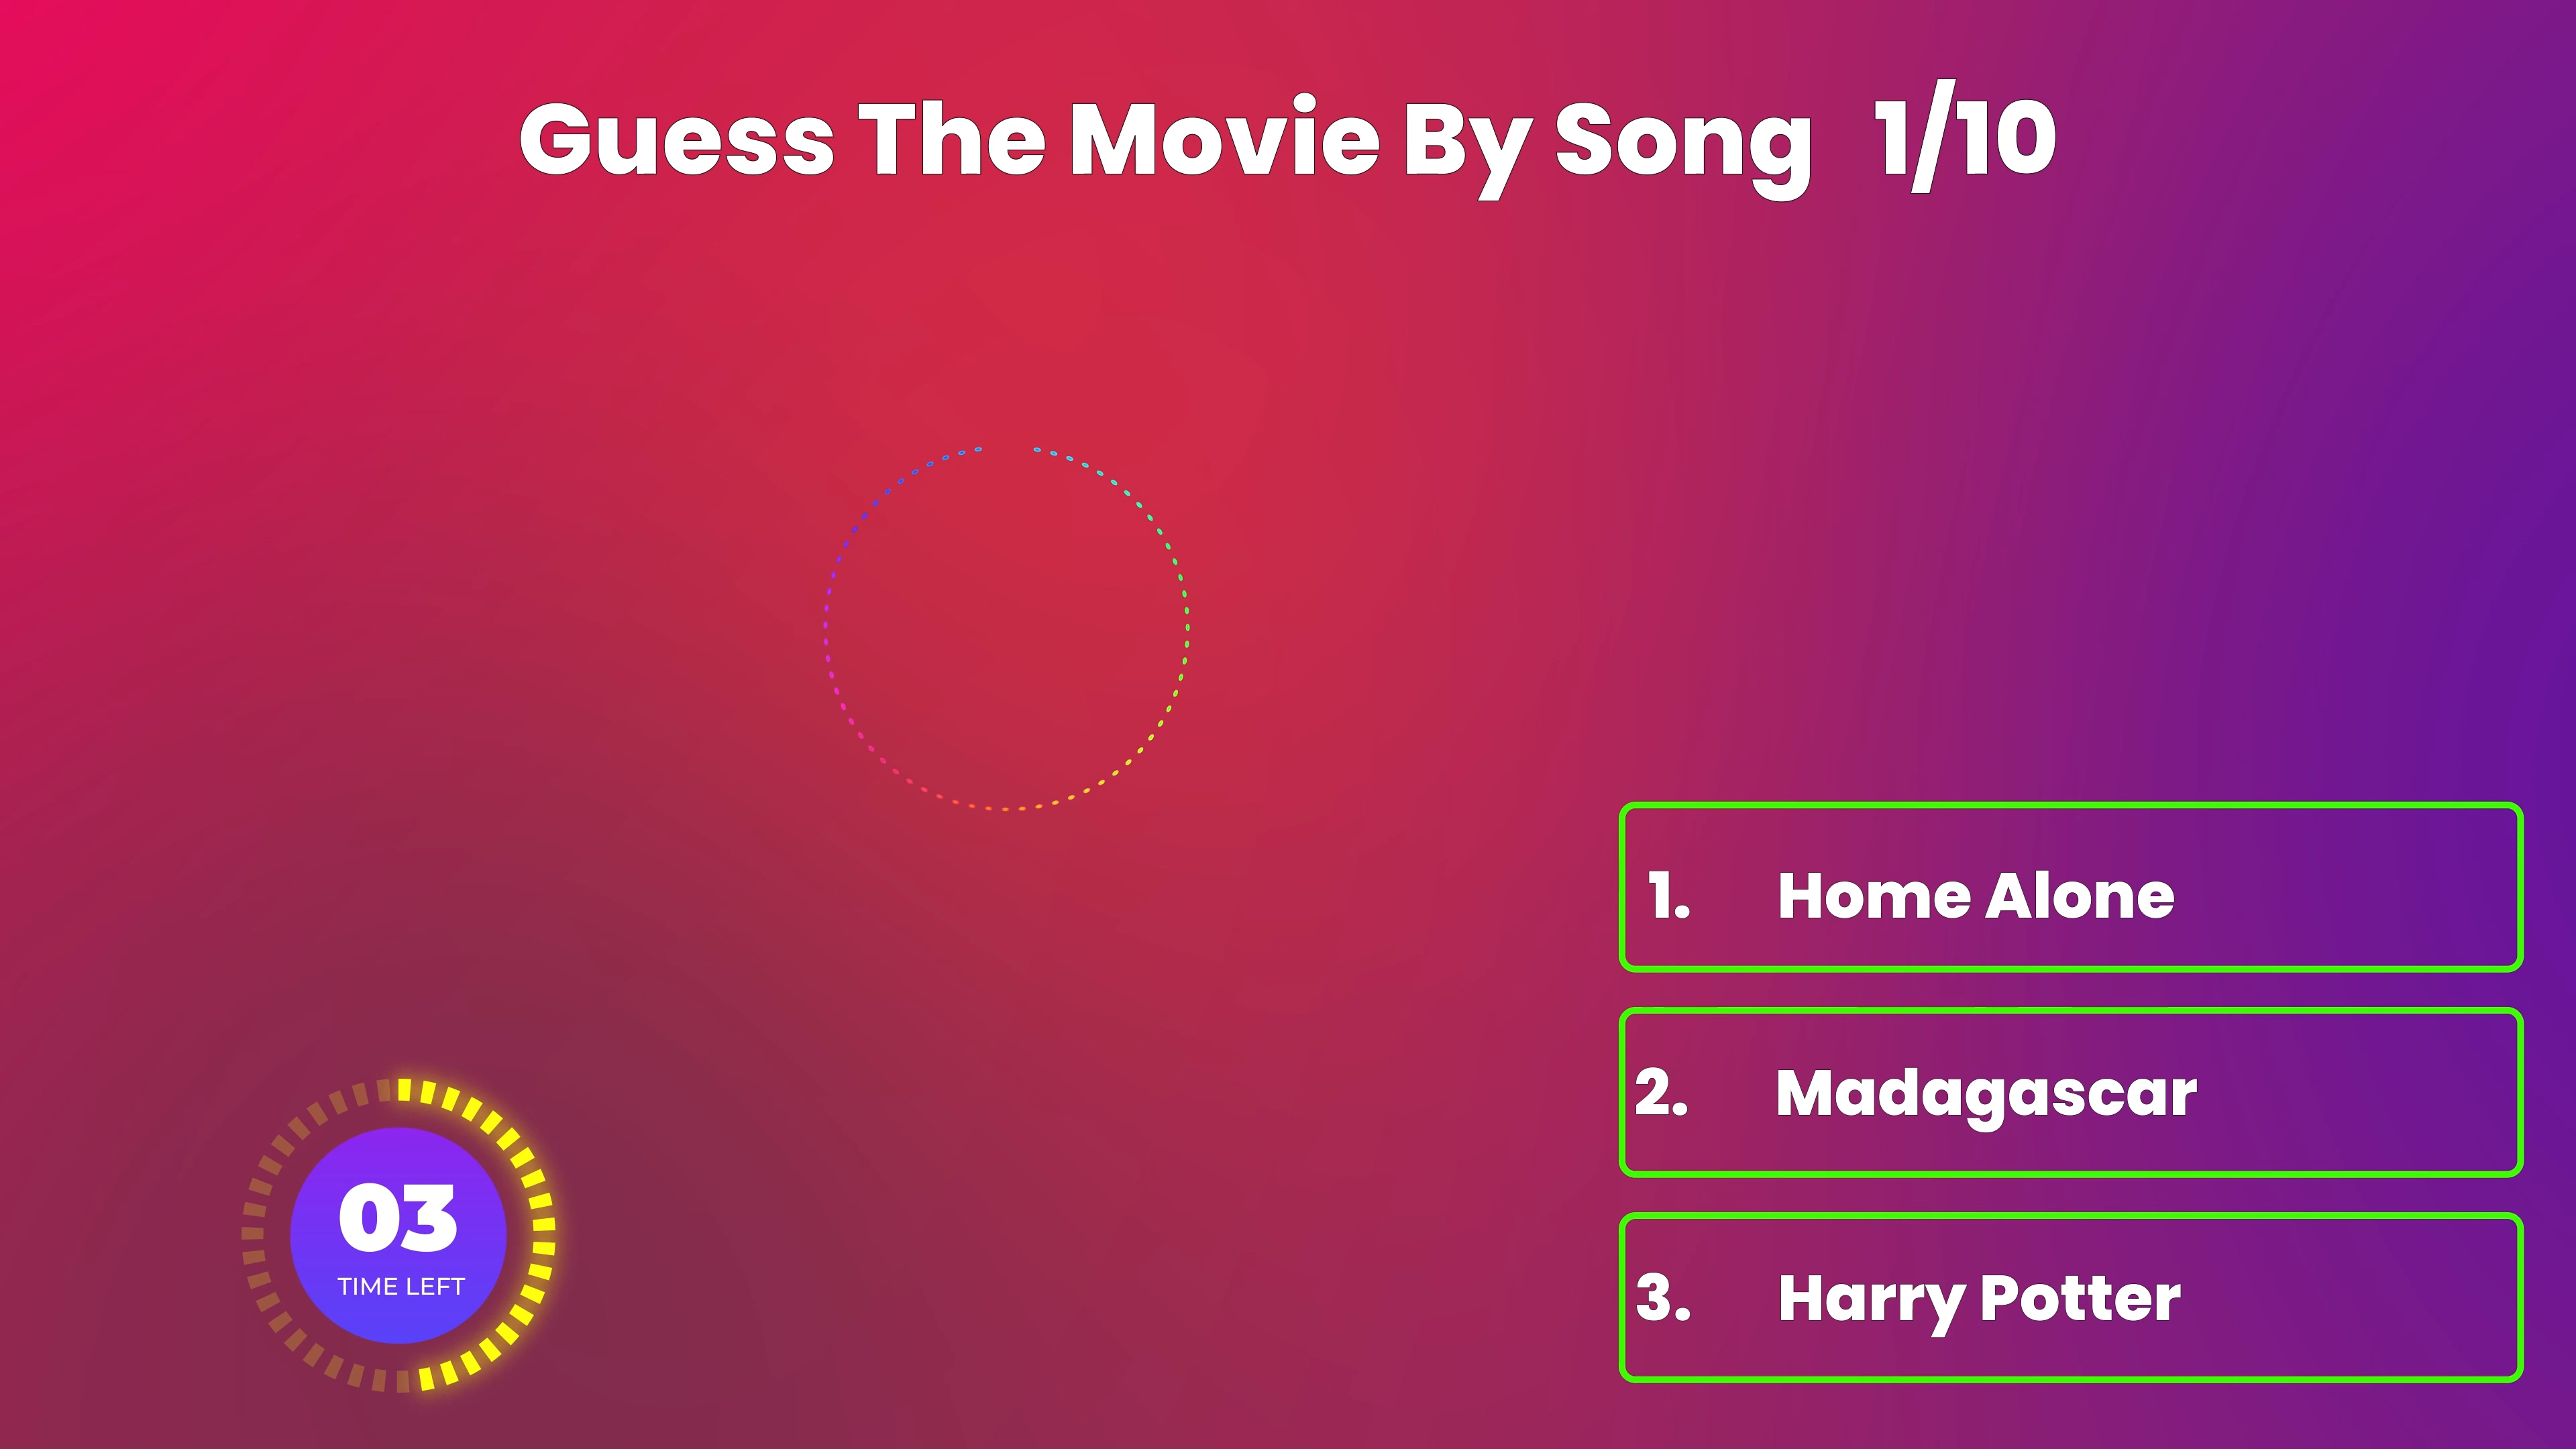 Guess The Movie By Song 1/10
1. Home Alone
2. Madagascar
3. Harry Potter
03
TIME LEFT